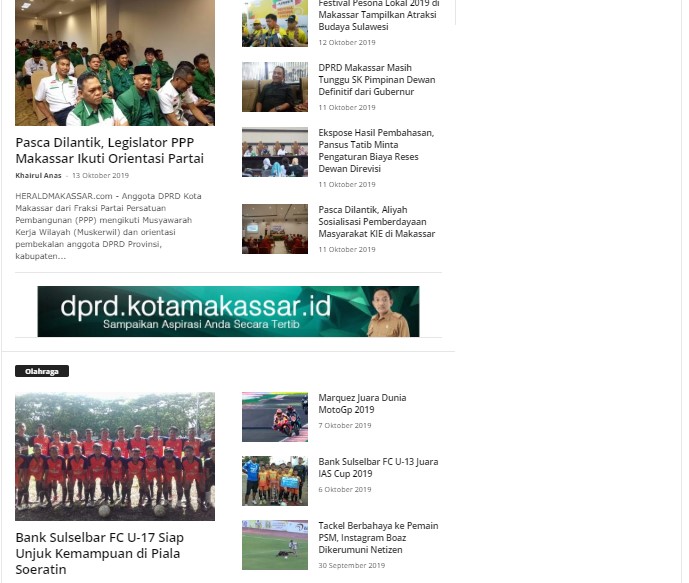 Pasca Dilantik, Legislator PPP
Makassar Ikuti Orientasi Partai
Khairul Anas - 13 Oktober 2019
HERALDMAKASSAR.com - Anggota DPRD Kota
Makassar dari Fraksi Partai Persatuan
Pembangunan (PPP) mengikuti Musyawarah
Kerja Wilayah (Muskerwil) dan orientasi
pembekalan anggota DPRD Provinsi,
kabupaten...
Festival Pesona Lokal 2019 di
Makassar Tampilkan Atraksi
Budaya Sulawesi
12 Oktober 2019
DPRD Makassar Masih
Tunggu SK Pimpinan Dewan
Definitif dari Gubernur
11 Oktober 2019
Ekspose Hasil Pembahasan,
Pansus Tatib Minta
Pengaturan Biaya Reses
Dewan Direvisi
11 Oktober 2019
Pasca Dilantik, Aliyah
Sosialisasi Pemberdayaan
Masyarakat KIE di Makassar
11 Oktober 2019
dprd.kotamakassar.id
Sampaikan Aspirasi Anda Secara Tertib
Olahraga
Bank Sulselbar FC U-17 Siap
Unjuk Kemampuan di Piala
Soeratin
Marquez Juara Dunia
MotoGp 2019
7 Oktober 2019
Bank Sulselbar FC U-13 Juara
IAS Cup 2019
6 Oktober 2019
Tackel Berbahaya ke Pemain
PSM, Instagram Boaz
Dikerumuni Netizen
30 September 2019